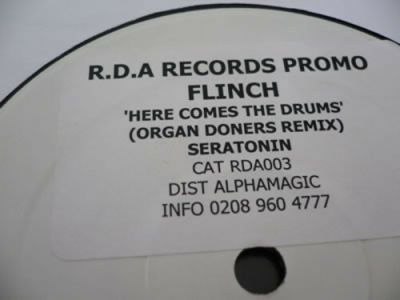 R.D.A RECORDS PROMO
FLINCH
'HERE COMES THE DRUMS'
(ORGAN DONERS REMIX)
SERATONIN
CAT RDA003
DIST ALPHAMAGIC
INFO 0208 960 4777